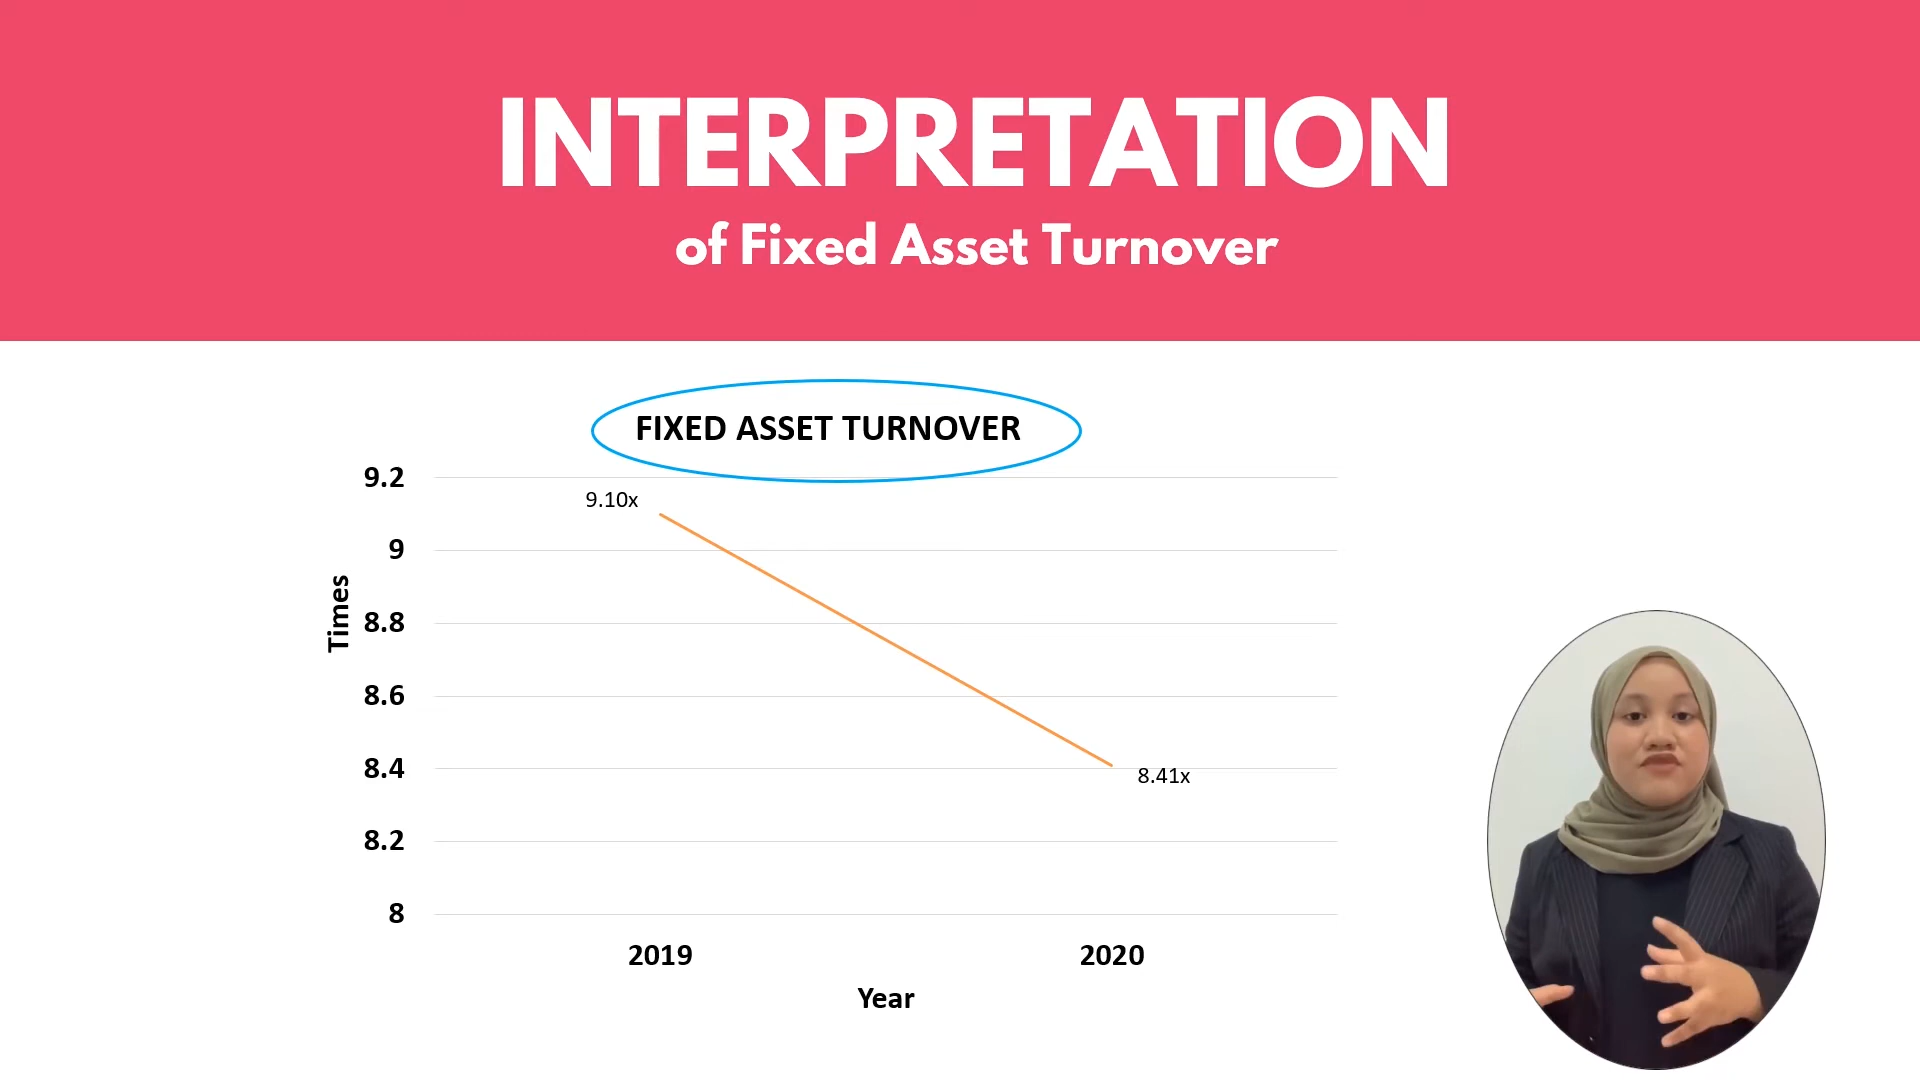 INTERPRETATION
of Fixed Asset Turnover
FIXED ASSET TURNOVER
9.2
9.10x
9
Times
8.8
8.6
8.4
8.41x
8.2
8
2019
2020
Year